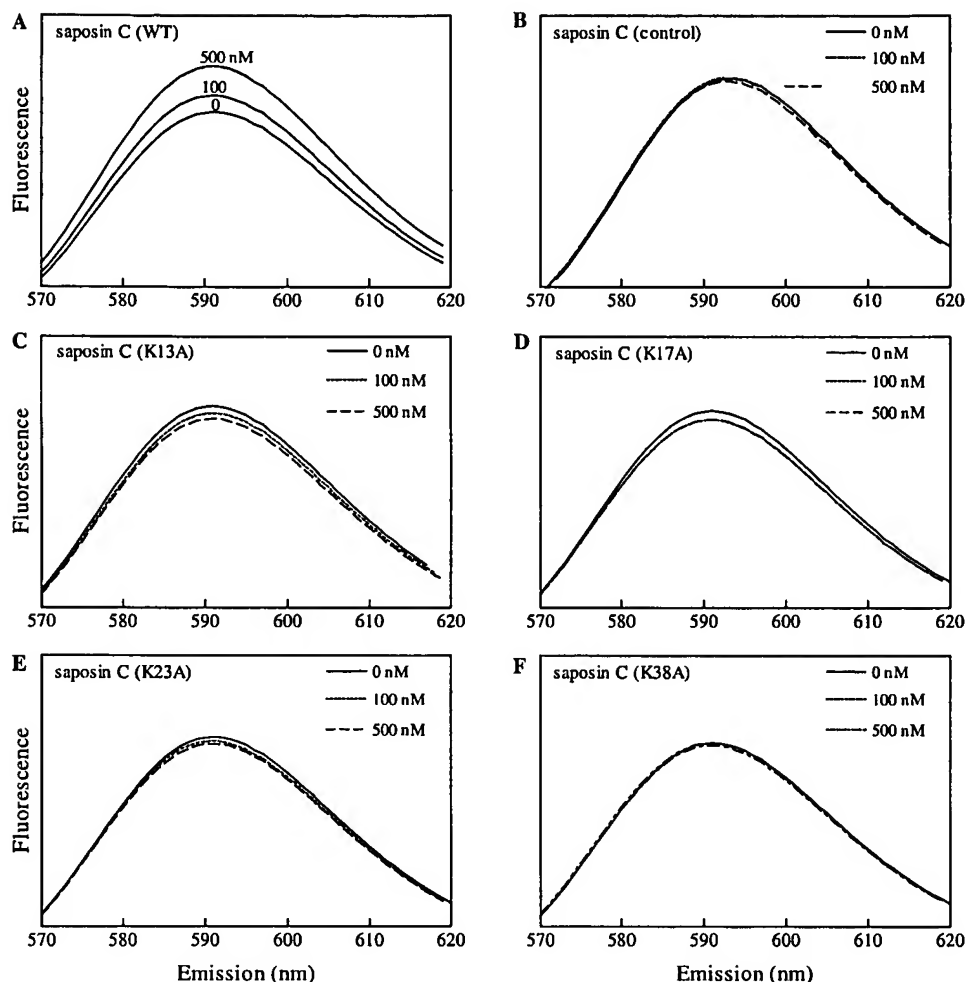 A
saposin C (WT)
500 nM
100
0
Fluorescence
570 580 590 600 610 620
B
saposin C (control)
0 nM
100 nM
500 nM
570 580 590 600 610 620
C
saposin C (K13A)
0 nM
100 nM
500 nM
Fluorescence
570 580 590 600 610 620
D
saposin C (K17A)
0 nM
100 nM
500 nM
570 580 590 600 610 620
E
saposin C (K23A)
0 nM
100 nM
500 nM
Fluorescence
570 580 590 600 610 620
Emission (nm)
F
saposin C (K38A)
0 nM
100 nM
500 nM
570 580 590 600 610 620
Emission (nm)